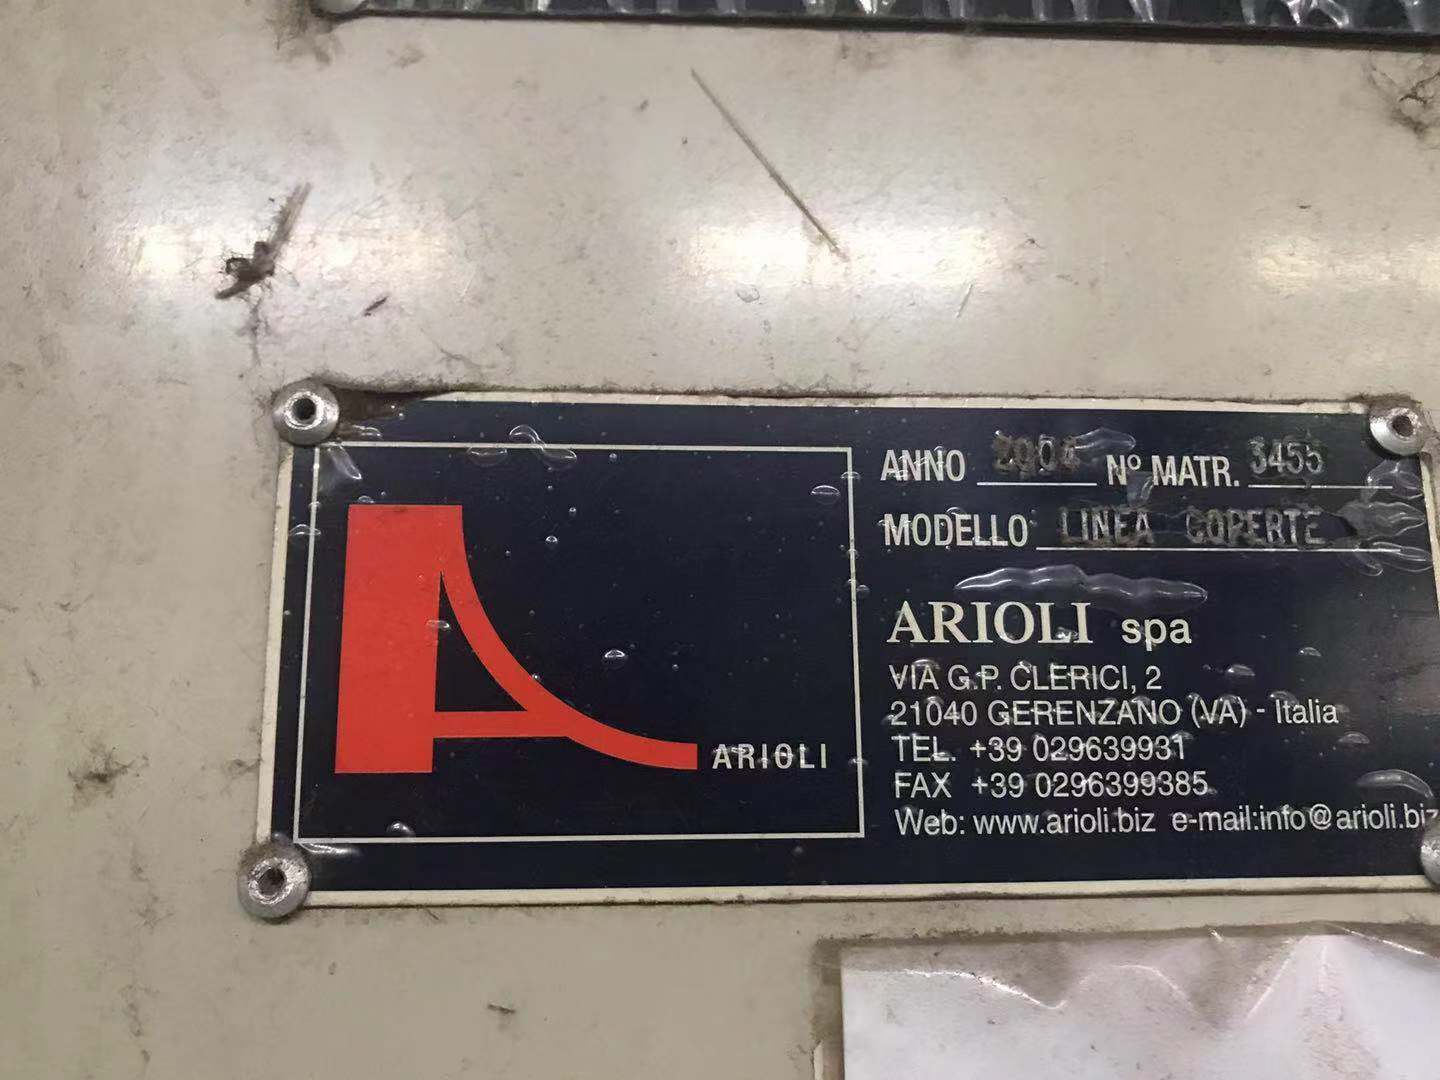 ANNO 2004 Nº MATR. 3455
MODELLO LINEA COPERTE
ARIOLI spa
VIA G.P. CLERICI, 2
21040 GERENZANO (VA) - Italia
TEL. +39 029639931
FAX +39 0296399385
Web: www.arioli.biz e-mail:info@arioli.biz
ARIOLI